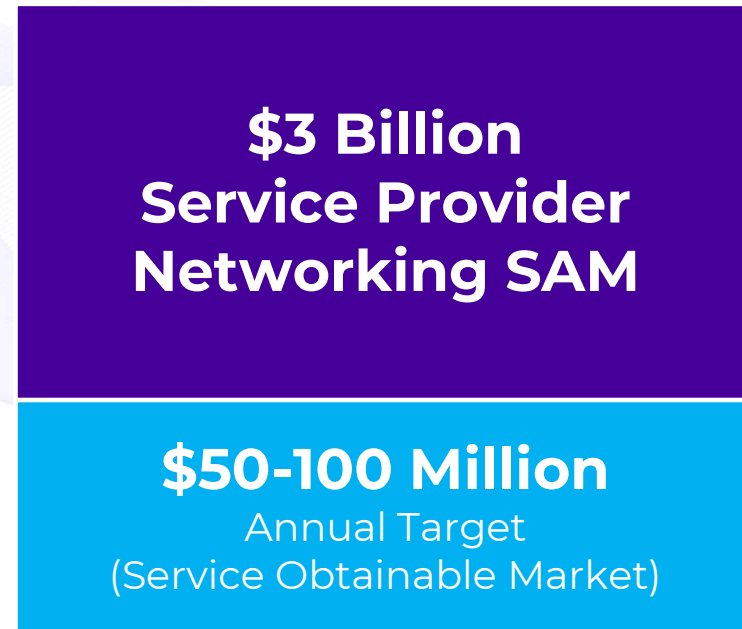 $3 Billion
Service Provider
Networking SAM
$50-100 Million
Annual Target
(Service Obtainable Market)